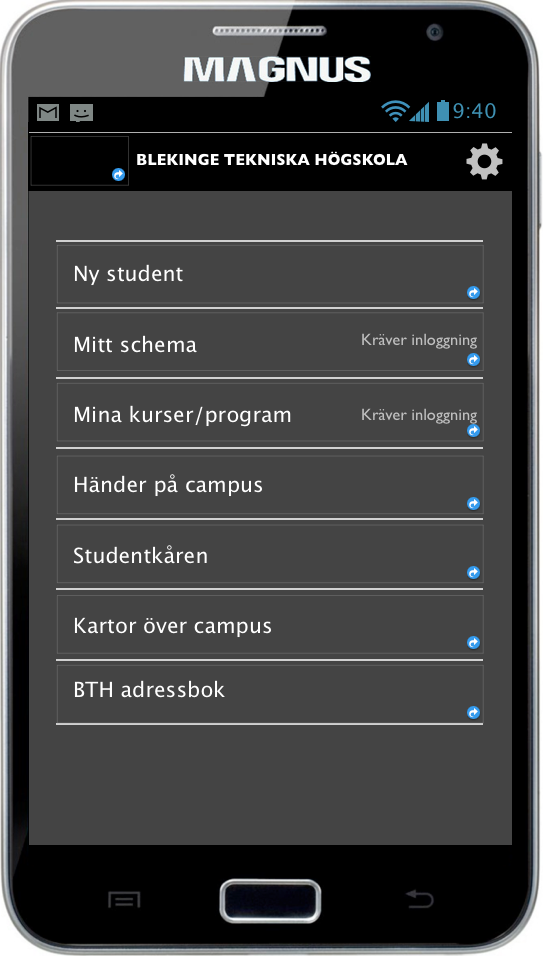 MAGNUS
9:40
BLEKINGE TEKNISKA HÖGSKOLA
Ny student
Mitt schema
Kräver inloggning
Mina kurser/program
Kräver inloggning
Händer på campus
Studentkåren
Kartor över campus
BTH adressbok